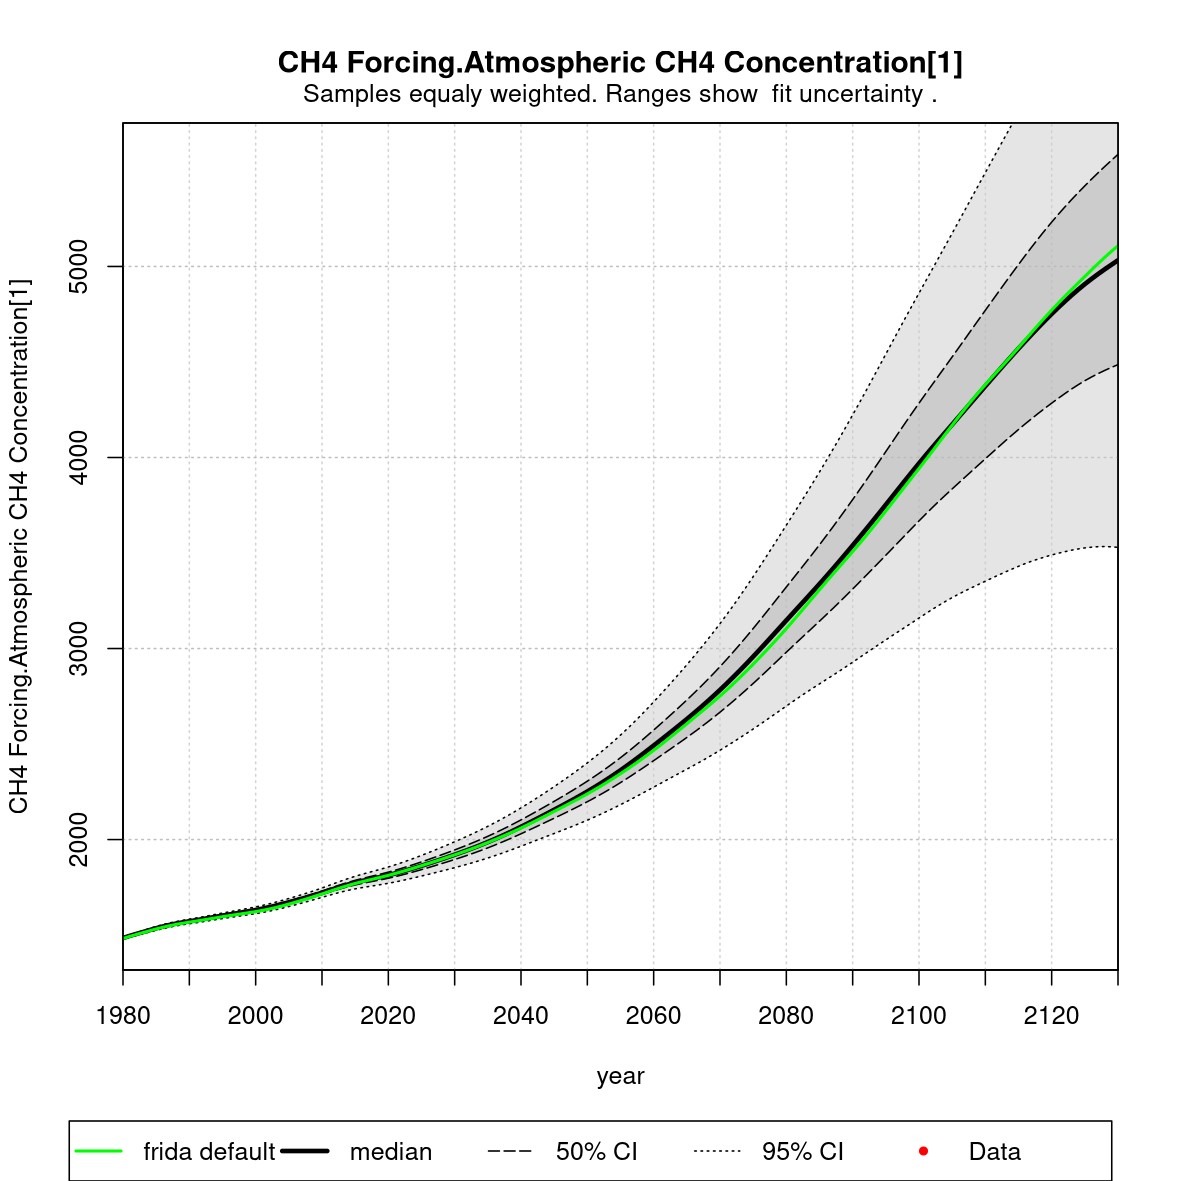 CH4 Forcing.Atmospheric CH4 Concentration[1]
Samples equaly weighted. Ranges show  fit uncertainty .
CH4 Forcing.Atmospheric CH4 Concentration[1]
5000
4000
3000
2000
1980 2000 2020 2040 2060 2080 2100 2120
year
frida default median 50% CI 95% CI Data